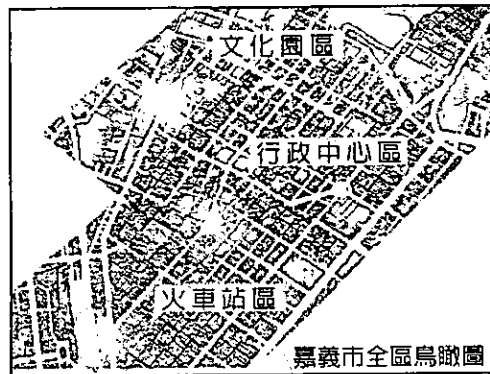 文化園區
行政中心區
火車站區
嘉義市全區鳥瞰圖